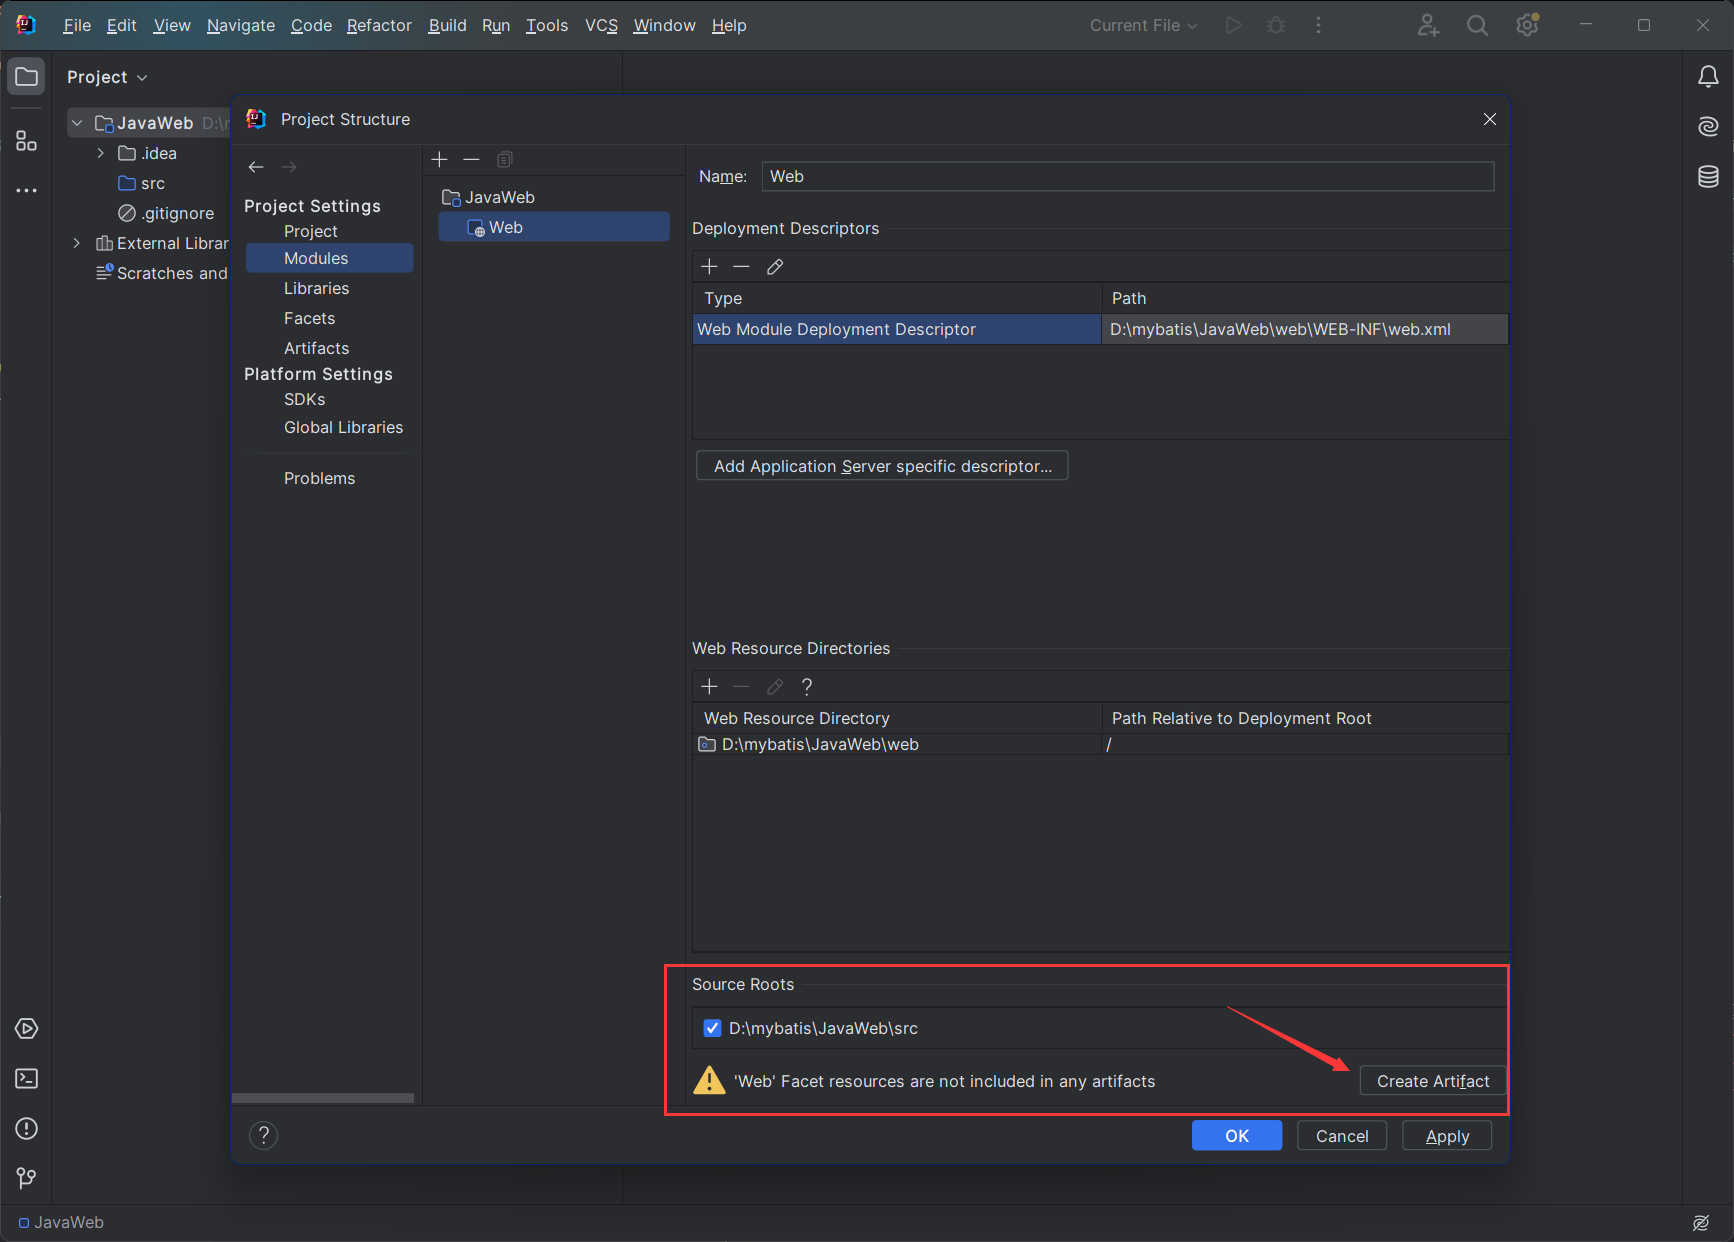 File Edit View Navigate Code Refactor Build Run Tools VCS Window Help Current File
Project
JavaWeb D:\
.idea
src
.gitignore
External Librar
Scratches and
Project Structure
Project Settings
Project
Modules
Libraries
Facets
Artifacts
Platform Settings
SDKs
Global Libraries
Problems
JavaWeb
Web
Name: Web
Deployment Descriptors
Type Path
Web Module Deployment Descriptor D:\mybatis\JavaWeb\web\WEB-INF\web.xml
Add Application Server specific descriptor...
Web Resource Directories
?
Web Resource Directory Path Relative to Deployment Root
D:\mybatis\JavaWeb\web /
Source Roots
D:\mybatis\JavaWeb\src
'Web' Facet resources are not included in any artifacts Create Artifact
? OK Cancel Apply
JavaWeb